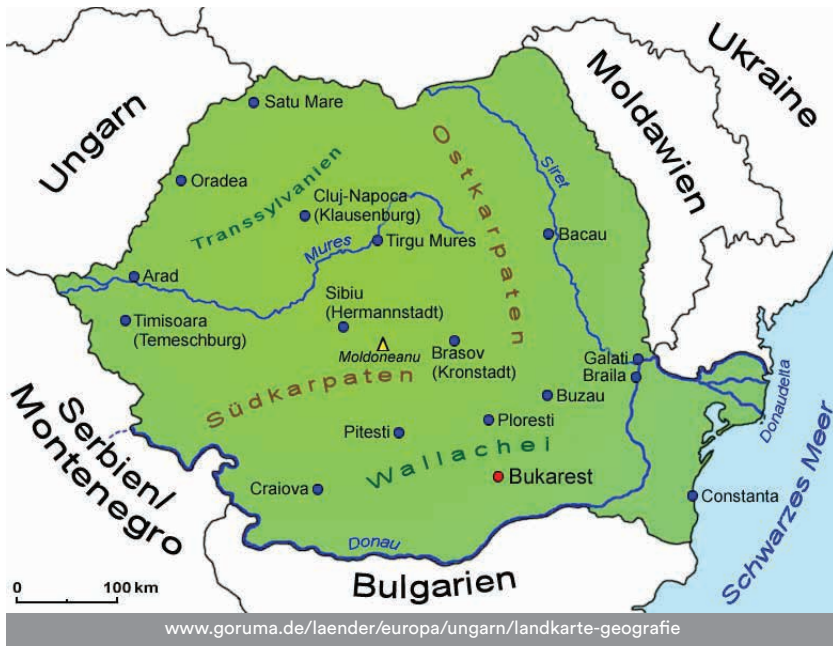 Ukraine
Moldawien
Ungarn
Satu Mare
Ostkarpaten
Siret
Oradea
Transsylvanien
Cluj-Napoca
(Klausenburg)
Mures
Tirgu Mures
Bacau
Arad
Sibiu
(Hermannstadt)
Timisoara
(Temeschburg)
Moldoneanu
Brasov
(Kronstadt)
Galati
Braila
Donaudelta
Südkarpaten
Buzau
Serbien/
Montenegro
Pitesti
Ploresti
Wallachei
Bukarest
Craiova
Constanta
Schwarzes Meer
Donau
Bulgarien
0 100 km
www.goruma.de/laender/europa/ungarn/landkarte-geografie